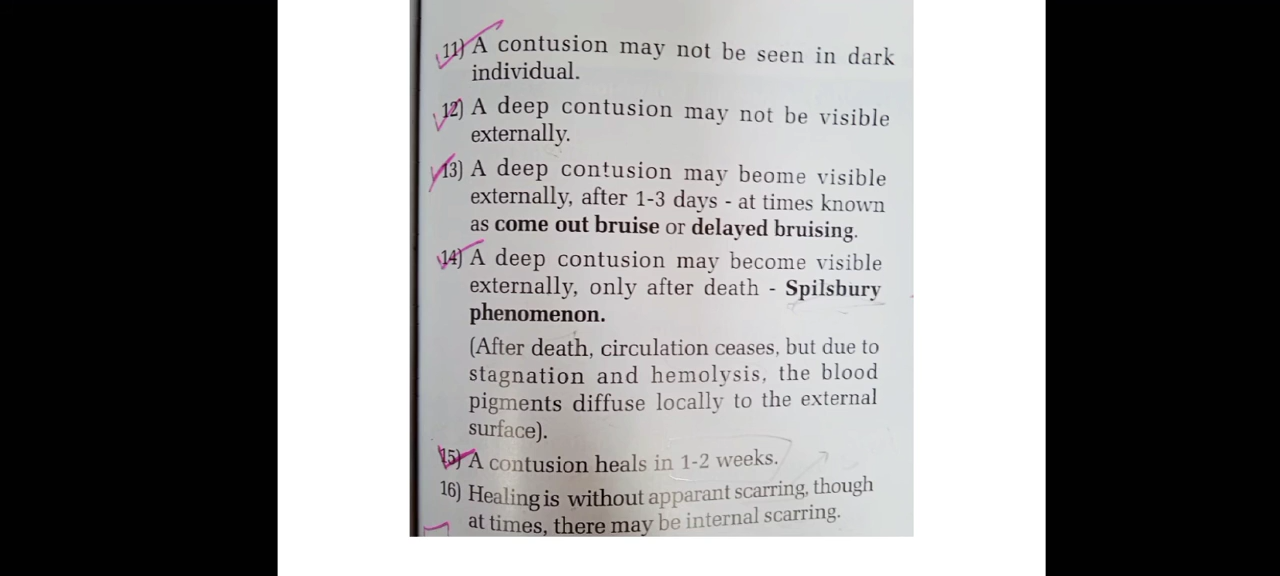 11) A contusion may not be seen in dark
individual.
12) A deep contusion may not be visible
externally.
13) A deep contusion may beome visible
externally, after 1-3 days - at times known
as come out bruise or delayed bruising.
14) A deep contusion may become visible
externally, only after death - Spilsbury
phenomenon.
(After death, circulation ceases, but due to
stagnation and hemolysis, the blood
pigments diffuse locally to the external
surface).
15) A contusion heals in 1-2 weeks.
16) Healing is without apparant scarring, though
at times, there may be internal scarring.